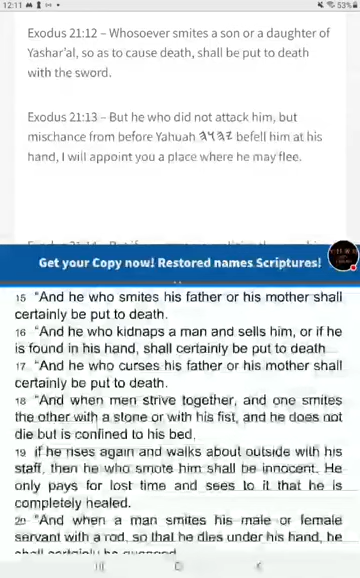 12:11
53%
Exodus 21:12 – Whosoever smites a son or a daughter of
Yashar'al, so as to cause death, shall be put to death
with the sword.
Exodus 21:13 – But he who did not attack him, but
mischance from before Yahuah 𐤉𐤄𐤅𐤄 befell him at his
hand, I will appoint you a place where he may flee.
Get your Copy now! Restored names Scriptures!
15 "And he who smites his father or his mother shall
certainly be put to death.
16 "And he who kidnaps a man and sells him, or if he
is found in his hand, shall certainly be put to death
17 "And he who curses his father or his mother shall
certainly be put to death.
18 "And when men strive together, and one smites
the other with a stone or with his fist, and he does not
die but is confined to his bed,
19 if he rises again and walks about outside with his
staff, then he who smote him shall be innocent. He
only pays for lost time and sees to it that he is
completely healed.
20 "And when a man smites his male or female
servant with a rod, so that he dies under his hand, he
shall certainly be